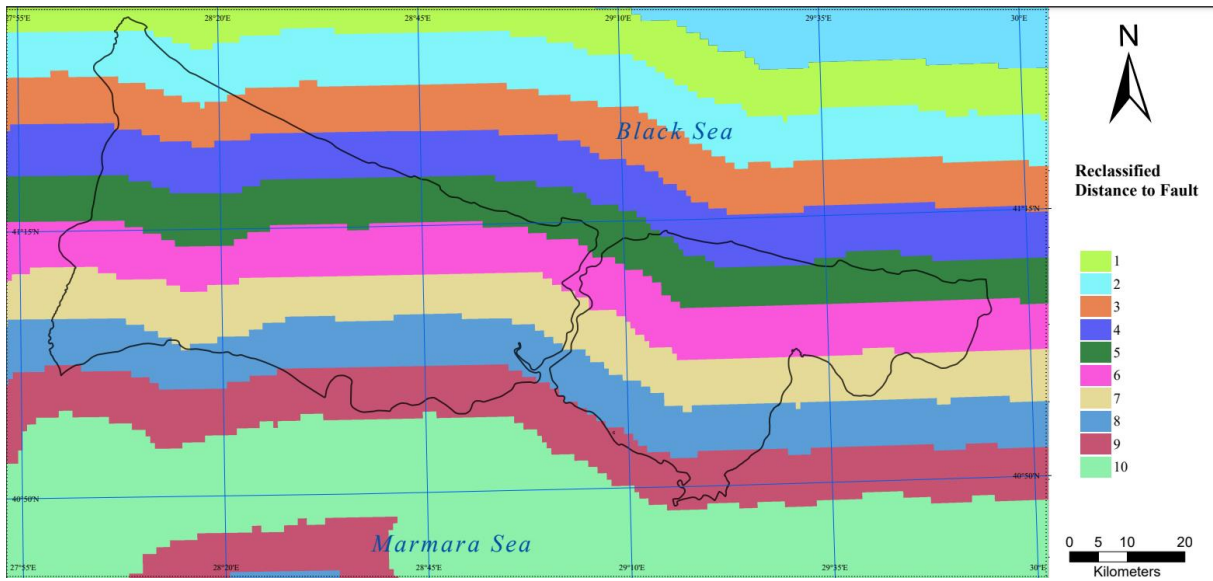 27°55'E 28°20'E 28°45'E 29°10'E 29°35'E 30°E
N
Black Sea
Reclassified
Distance to Fault
41°15'N
41°15'N
1
2
3
4
5
6
7
8
9
10
40°50'N
40°50'N
Marmara Sea
0 5 10 20
Kilometers
28°20'E 28°45'E 29°10'E 29°35'E 30°E